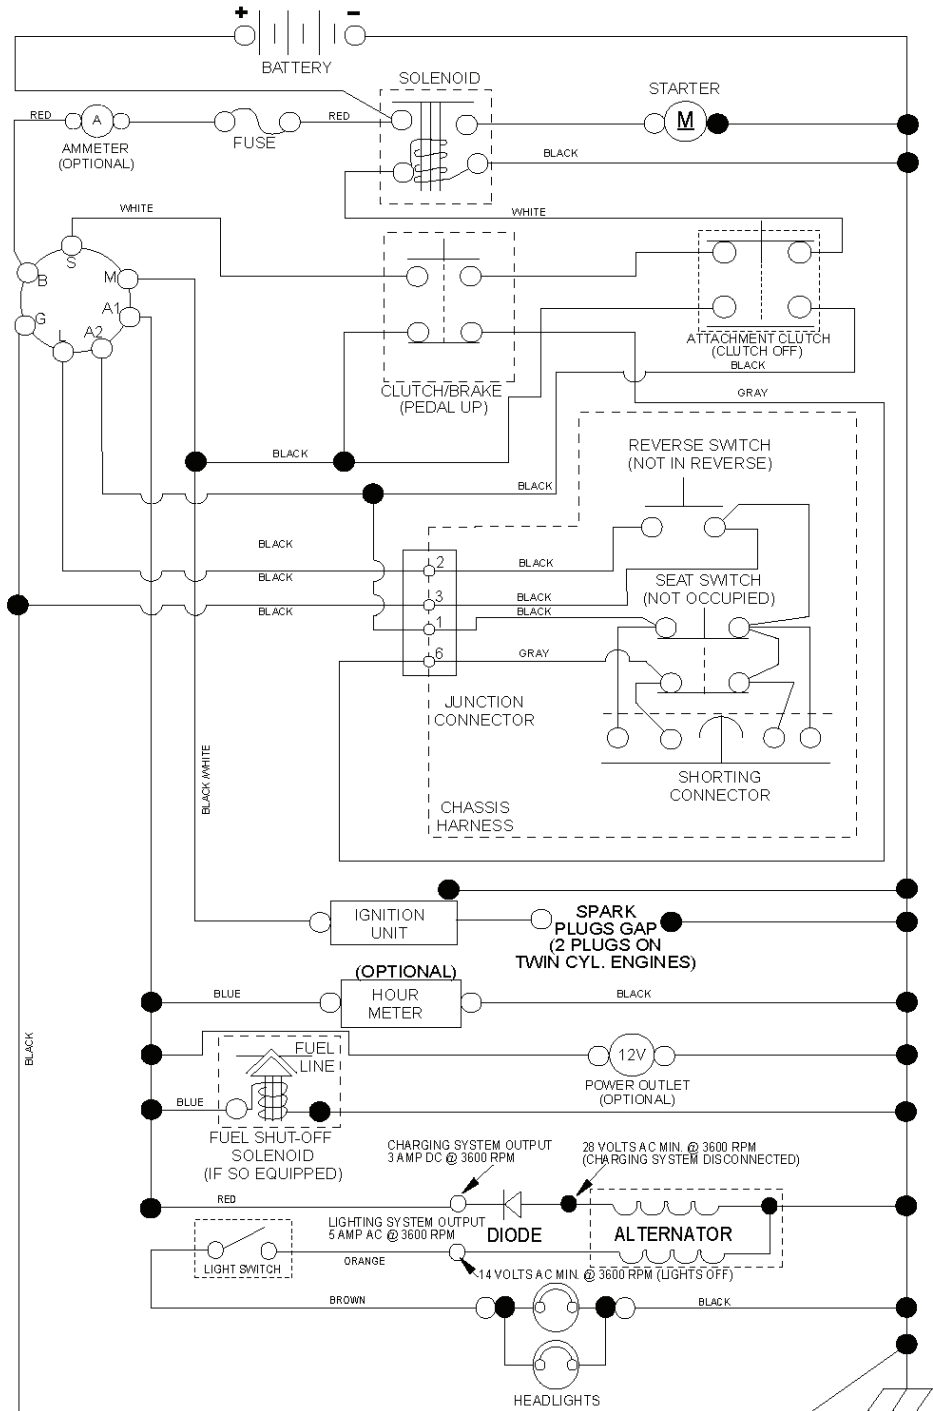 + −
BATTERY
SOLENOID
STARTER
RED
A
AMMETER
(OPTIONAL)
FUSE
RED
M
BLACK
WHITE
WHITE
S
B
M
G
A1
L
A2
ATTACHMENT CLUTCH
(CLUTCH OFF)
BLACK
CLUTCH/BRAKE
(PEDAL UP)
GRAY
BLACK
REVERSE SWITCH
(NOT IN REVERSE)
BLACK
BLACK
2
BLACK
BLACK
SEAT SWITCH
(NOT OCCUPIED)
3
BLACK
BLACK
BLACK
1
6
GRAY
JUNCTION
CONNECTOR
BLACK/WHITE
SHORTING
CONNECTOR
CHASSIS
HARNESS
IGNITION
UNIT
SPARK
PLUGS GAP
(2 PLUGS ON
TWIN CYL. ENGINES)
(OPTIONAL)
BLUE
HOUR
METER
BLACK
BLACK
FUEL
LINE
12V
POWER OUTLET
(OPTIONAL)
BLUE
FUEL SHUT-OFF
SOLENOID
(IF SO EQUIPPED)
CHARGING SYSTEM OUTPUT
3 AMP DC @ 3600 RPM
28 VOLTS AC MIN. @ 3600 RPM
(CHARGING SYSTEM DISCONNECTED)
RED
LIGHTING SYSTEM OUTPUT
5 AMP AC @ 3600 RPM
DIODE
ALTERNATOR
LIGHT SWITCH
ORANGE
14 VOLTS AC MIN. @ 3600 RPM (LIGHTS OFF)
BROWN
BLACK
HEADLIGHTS